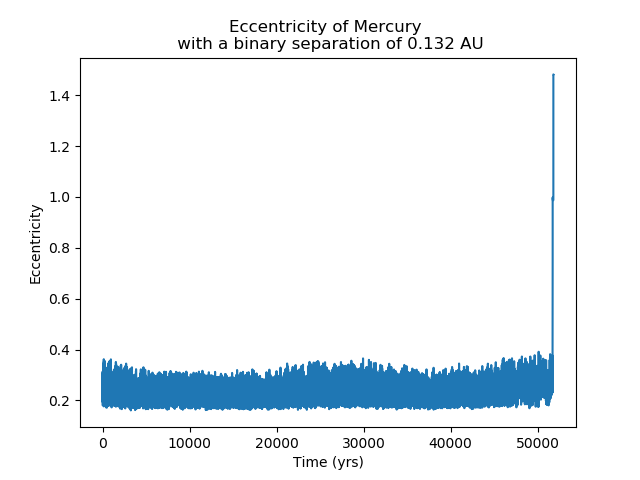 Eccentricity of Mercury
with a binary separation of 0.132 AU
1.4
1.2
1.0
0.8
0.6
0.4
0.2
Eccentricity
0 10000 20000 30000 40000 50000
Time (yrs)